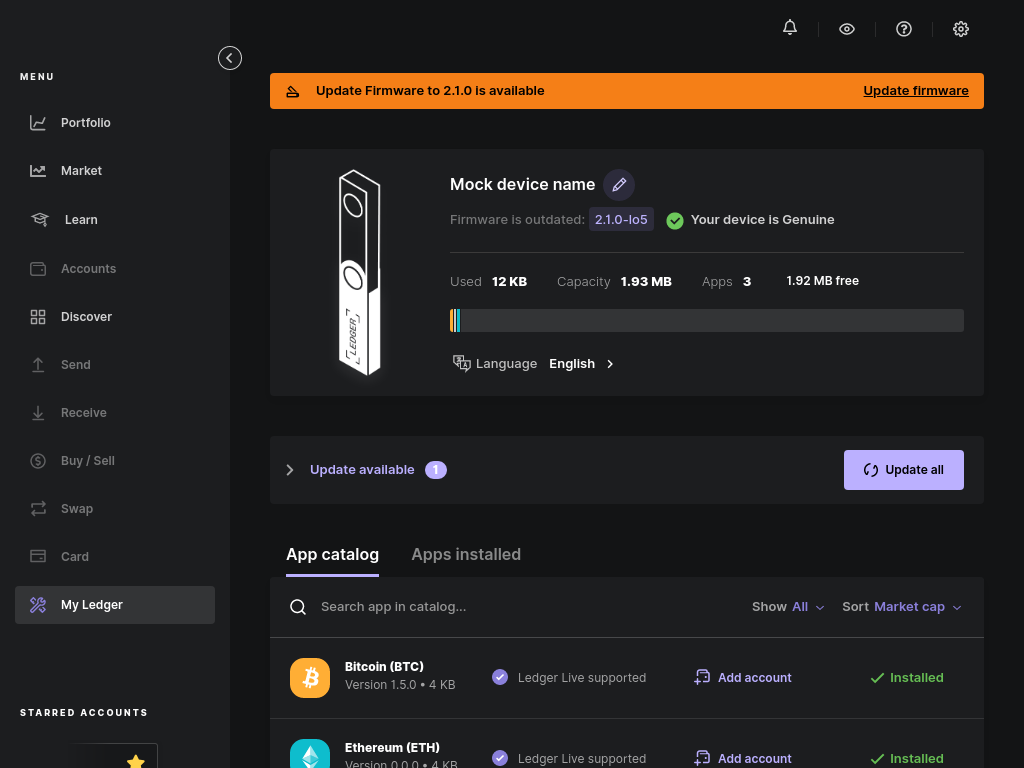 MENU
Portfolio
Market
Learn
Accounts
Discover
Send
Receive
Buy / Sell
Swap
Card
My Ledger
STARRED ACCOUNTS
Update Firmware to 2.1.0 is available
Update firmware
LEDGER
Mock device name
Firmware is outdated: 2.1.0-lo5 Your device is Genuine
Used 12 KB Capacity 1.93 MB Apps 3 1.92 MB free
Language English
Update available 1
Update all
App catalog Apps installed
Search app in catalog... Show All Sort Market cap
Bitcoin (BTC)
Version 1.5.0 • 4 KB
Ledger Live supported
Add account
Installed
Ethereum (ETH)
Version 0.0.0 • 4 KB
Ledger Live supported
Add account
Installed